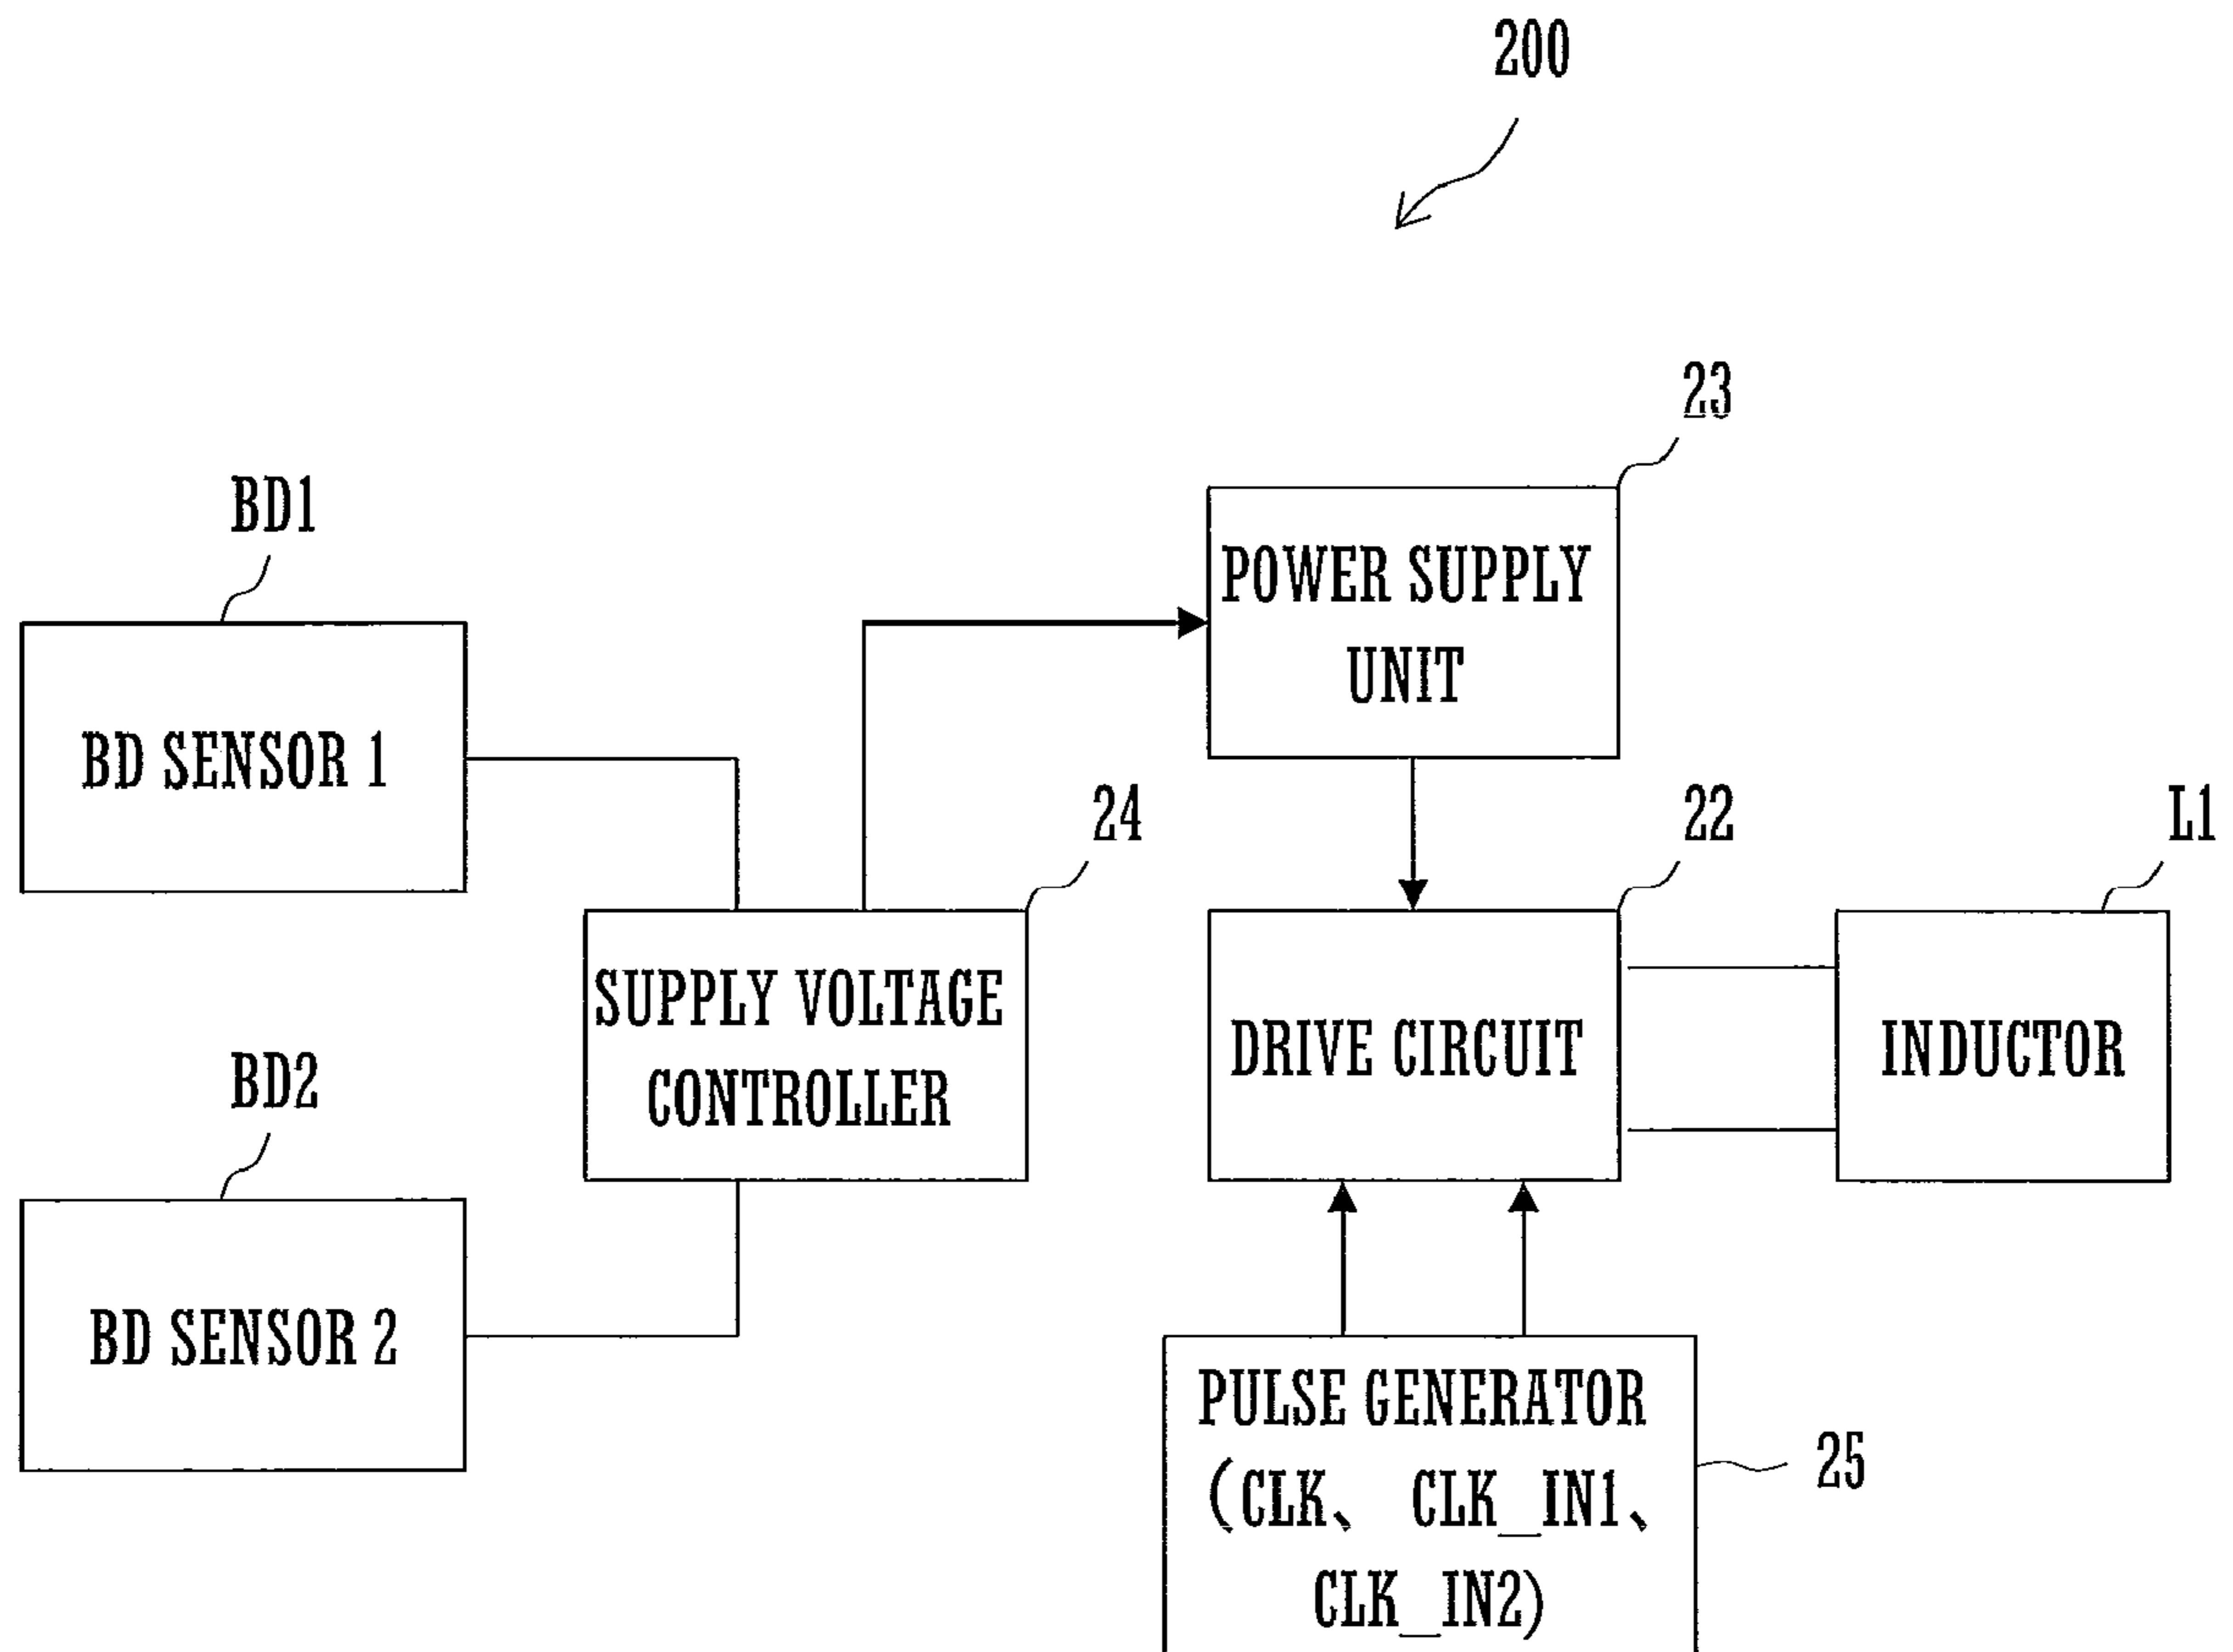 200
23
POWER SUPPLY
UNIT
BD1
BD SENSOR 1
24
SUPPLY VOLTAGE
CONTROLLER
22
DRIVE CIRCUIT
L1
INDUCTOR
BD2
BD SENSOR 2
PULSE GENERATOR
(CLK、 CLK_IN1、
CLK_IN2)
25